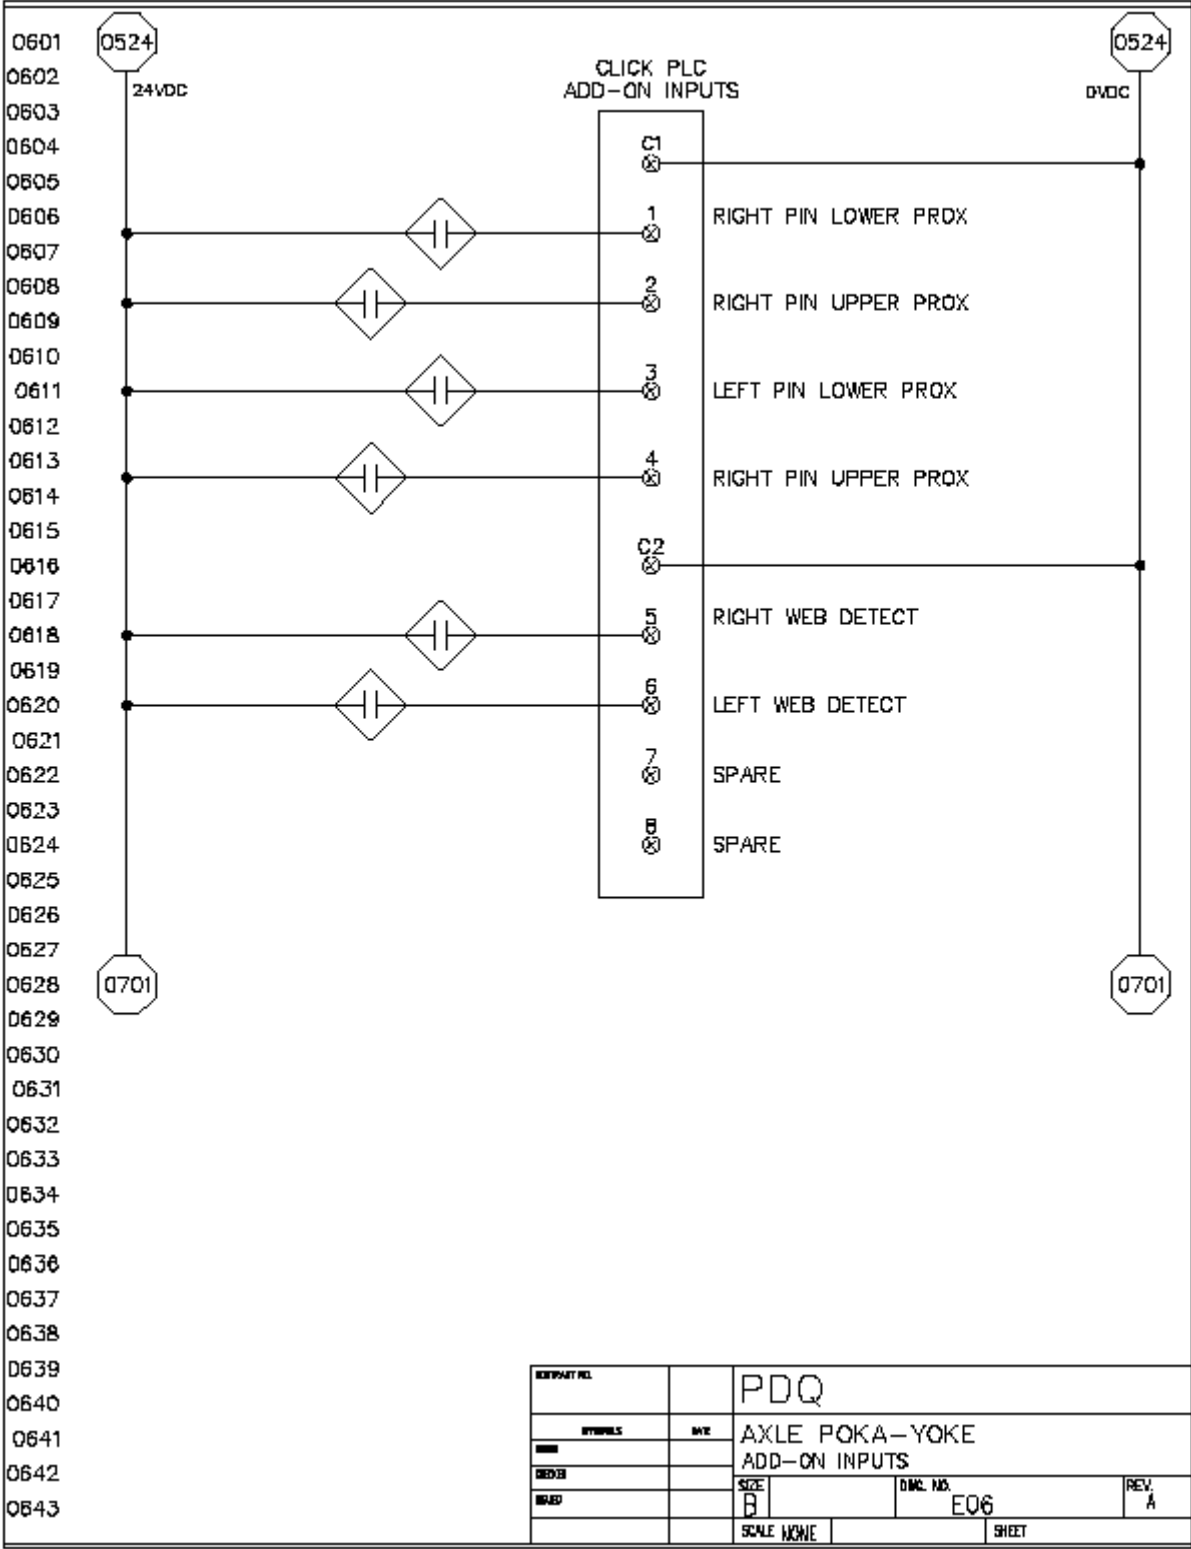 0601
0602
0603
0604
0605
0606
0607
0608
0609
0610
0611
0612
0613
0614
0615
0616
0617
0618
0619
0620
0621
0622
0623
0624
0625
0626
0627
0628
0629
0630
0631
0632
0633
0634
0635
0636
0637
0638
0639
0640
0641
0642
0643
0524
0524
24VDC
0VDC
CLICK PLC
ADD-ON INPUTS
C1
1 RIGHT PIN LOWER PROX
2 RIGHT PIN UPPER PROX
3 LEFT PIN LOWER PROX
4 RIGHT PIN UPPER PROX
C2
5 RIGHT WEB DETECT
6 LEFT WEB DETECT
7 SPARE
8 SPARE
0701
0701
PDQ
DATE
AXLE POKA-YOKE
ADD-ON INPUTS
SIZE
B
DWG. NO.
E06
REV.
A
SCALE NONE
SHEET